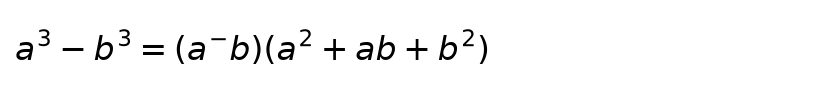 a³ − b³ = (a⁻b)(a² + ab + b²)